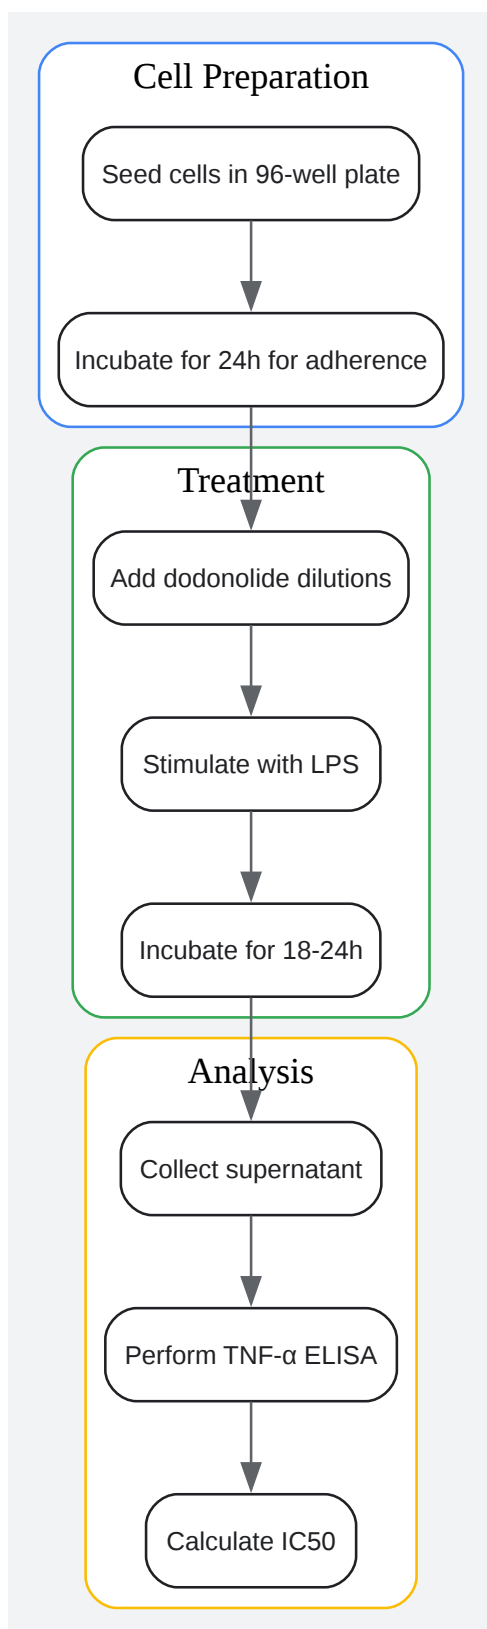 Cell Preparation
Seed cells in 96-well plate
Incubate for 24h for adherence
Treatment
Add dodonolide dilutions
Stimulate with LPS
Incubate for 18-24h
Analysis
Collect supernatant
Perform TNF-α ELISA
Calculate IC50